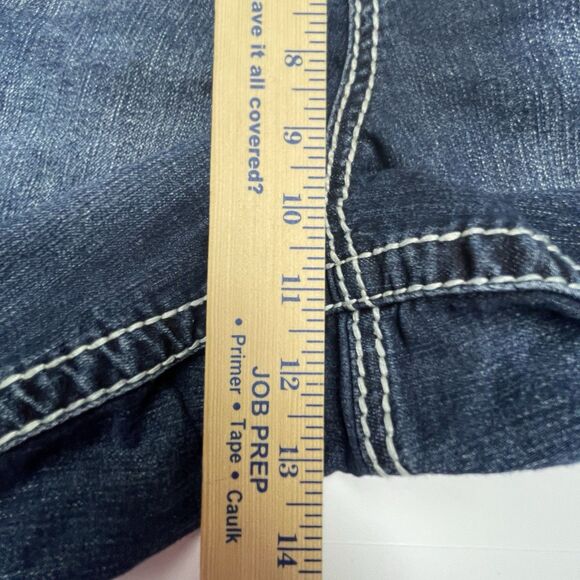 ave it all covered?
8
9
10
11
12
13
14
JOB PREP
• Primer • Tape • Caulk